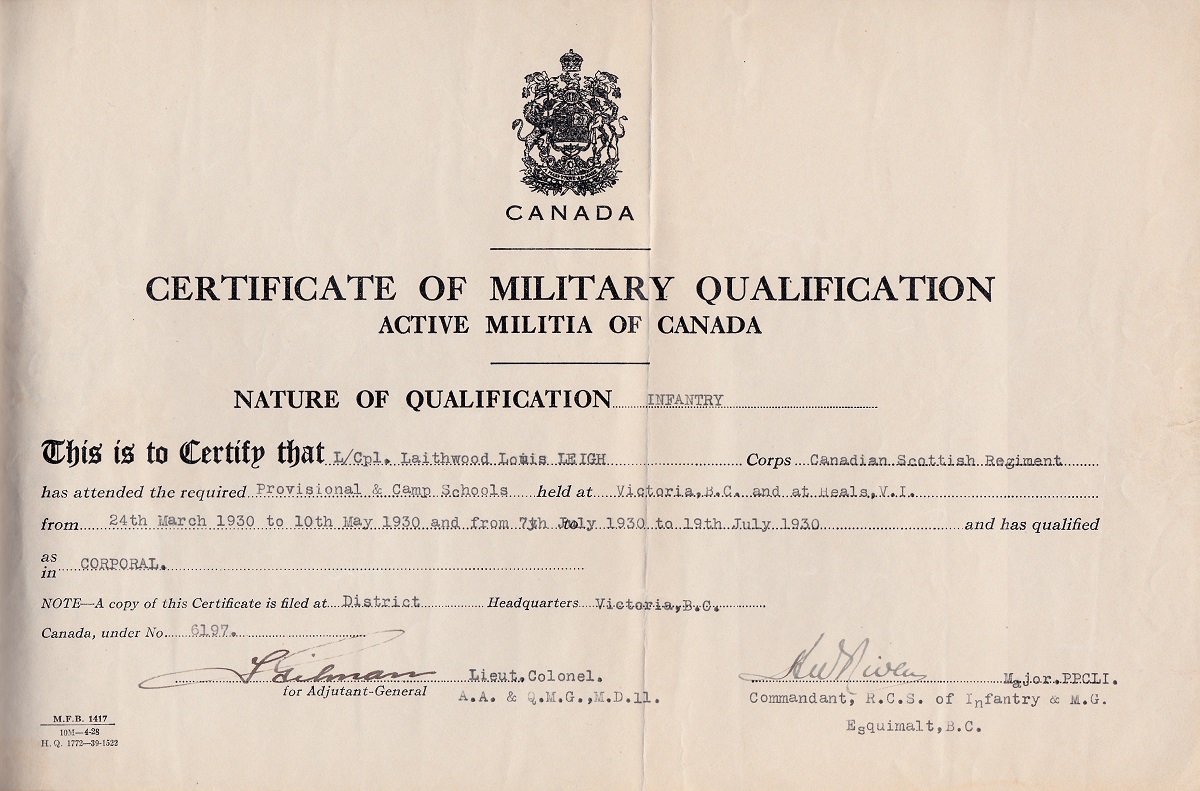 CANADA
CERTIFICATE OF MILITARY QUALIFICATION
ACTIVE MILITIA OF CANADA
NATURE OF QUALIFICATION INFANTRY
This is to Certify that L/Cpl. Laithwood Louis LEIGH Corps Canadian Scottish Regiment
has attended the required Provisional & Camp Schools held at Victoria,B.C. and at Heals,V.I.
from 24th March 1930 to 10th May 1930 and from 7th July 1930 to 19th July 1930 and has qualified
as
in CORPORAL.
NOTE—A copy of this Certificate is filed at District Headquarters Victoria,B.C.
Canada, under No. 6197.
Lieut.Colonel. Major.PPCLI.
for Adjutant-General
A.A. & Q.M.G.,M.D.11. Commandant, R.C.S. of Infantry & M.G.
Esquimalt,B.C.
M.F.B. 1417
10M—4-28
H. Q. 1772—39-1522